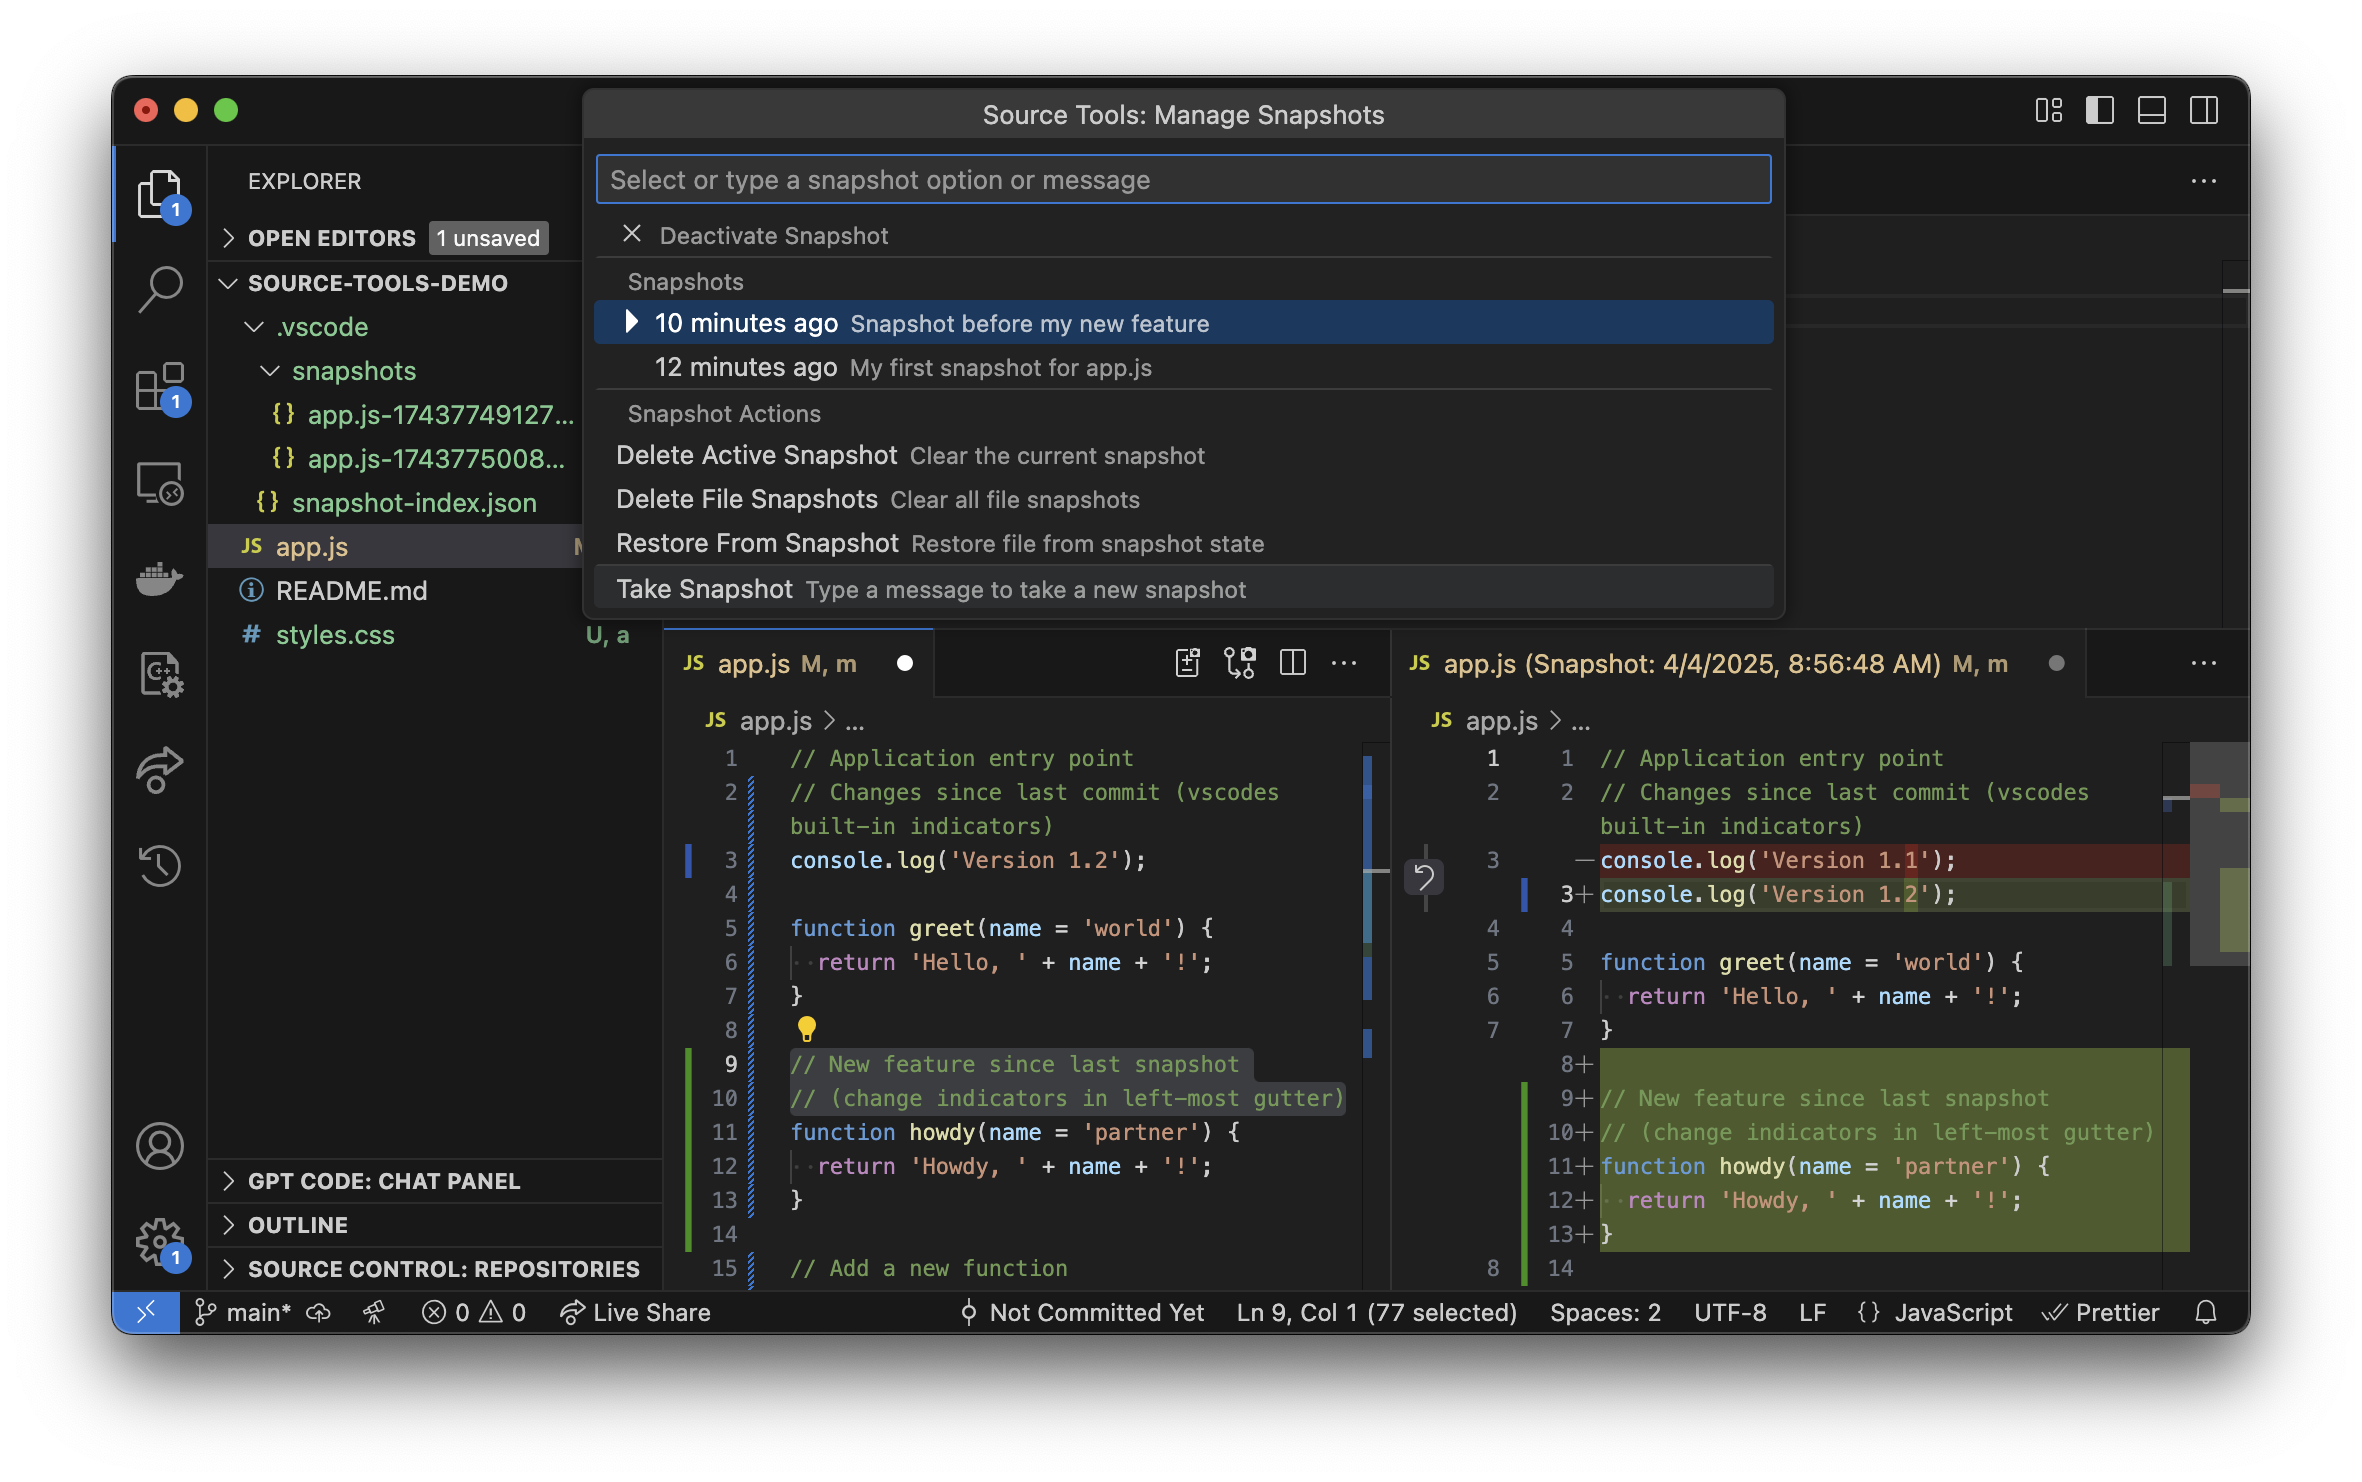 Source Tools: Manage Snapshots
Select or type a snapshot option or message
Deactivate Snapshot
Snapshots
10 minutes ago Snapshot before my new feature
12 minutes ago My first snapshot for app.js
Snapshot Actions
Delete Active Snapshot Clear the current snapshot
Delete File Snapshots Clear all file snapshots
Restore From Snapshot Restore file from snapshot state
Take Snapshot Type a message to take a new snapshot
1
1
1
EXPLORER
OPEN EDITORS 1 unsaved
SOURCE-TOOLS-DEMO
.vscode
snapshots
{} app.js-17437749127...
{} app.js-1743775008...
{} snapshot-index.json
JS app.js
README.md
# styles.css U, a
GPT CODE: CHAT PANEL
OUTLINE
SOURCE CONTROL: REPOSITORIES
JS app.js M, m
JS app.js > ...
1 // Application entry point
2 // Changes since last commit (vscodes
built-in indicators)
3 console.log('Version 1.2');
4
5 function greet(name = 'world') {
6 return 'Hello, ' + name + '!';
7 }
8
9 // New feature since last snapshot
10 // (change indicators in left-most gutter)
11 function howdy(name = 'partner') {
12 return 'Howdy, ' + name + '!';
13 }
14
15 // Add a new function
JS app.js (Snapshot: 4/4/2025, 8:56:48 AM) M, m
JS app.js > ...
1 1 // Application entry point
2 2 // Changes since last commit (vscodes
built-in indicators)
3 — console.log('Version 1.1');
3+ console.log('Version 1.2');
4 4
5 5 function greet(name = 'world') {
6 6 return 'Hello, ' + name + '!';
7 7 }
8+
9+ // New feature since last snapshot
10+ // (change indicators in left-most gutter)
11+ function howdy(name = 'partner') {
12+ return 'Howdy, ' + name + '!';
13+ }
8 14
main* 0 0 Live Share Not Committed Yet Ln 9, Col 1 (77 selected) Spaces: 2 UTF-8 LF {} JavaScript Prettier